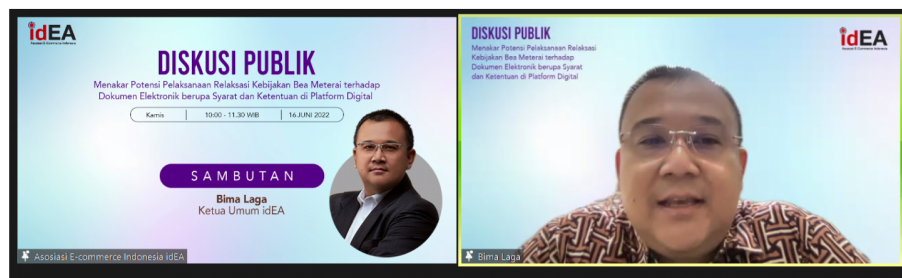 idEA
Asosiasi E-Commerce Indonesia
DISKUSI PUBLIK
Menakar Potensi Pelaksanaan Relaksasi Kebijakan Bea Meterai terhadap
Dokumen Elektronik berupa Syarat dan Ketentuan di Platform Digital
Kamis | 10:00 - 11.30 WIB | 16 JUNI 2022
SAMBUTAN
Bima Laga
Ketua Umum idEA
Asosiasi E-commerce Indonesia idEA
DISKUSI PUBLIK
Menakar Potensi Pelaksanaan Relaksasi
Kebijakan Bea Meterai terhadap
Dokumen Elektronik berupa Syarat
dan Ketentuan di Platform Digital
idEA
Asosiasi E-Commerce Indonesia
Bima Laga